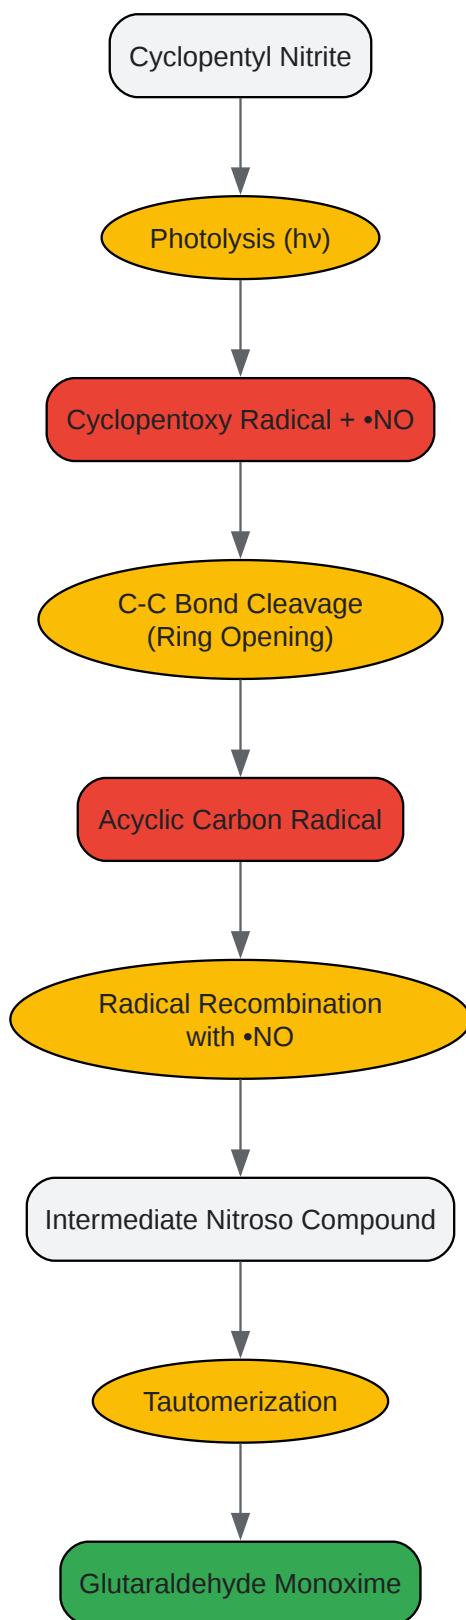 Cyclopentyl Nitrite
Photolysis (hν)
Cyclopentoxy Radical + •NO
C-C Bond Cleavage
(Ring Opening)
Acyclic Carbon Radical
Radical Recombination
with •NO
Intermediate Nitroso Compound
Tautomerization
Glutaraldehyde Monoxime